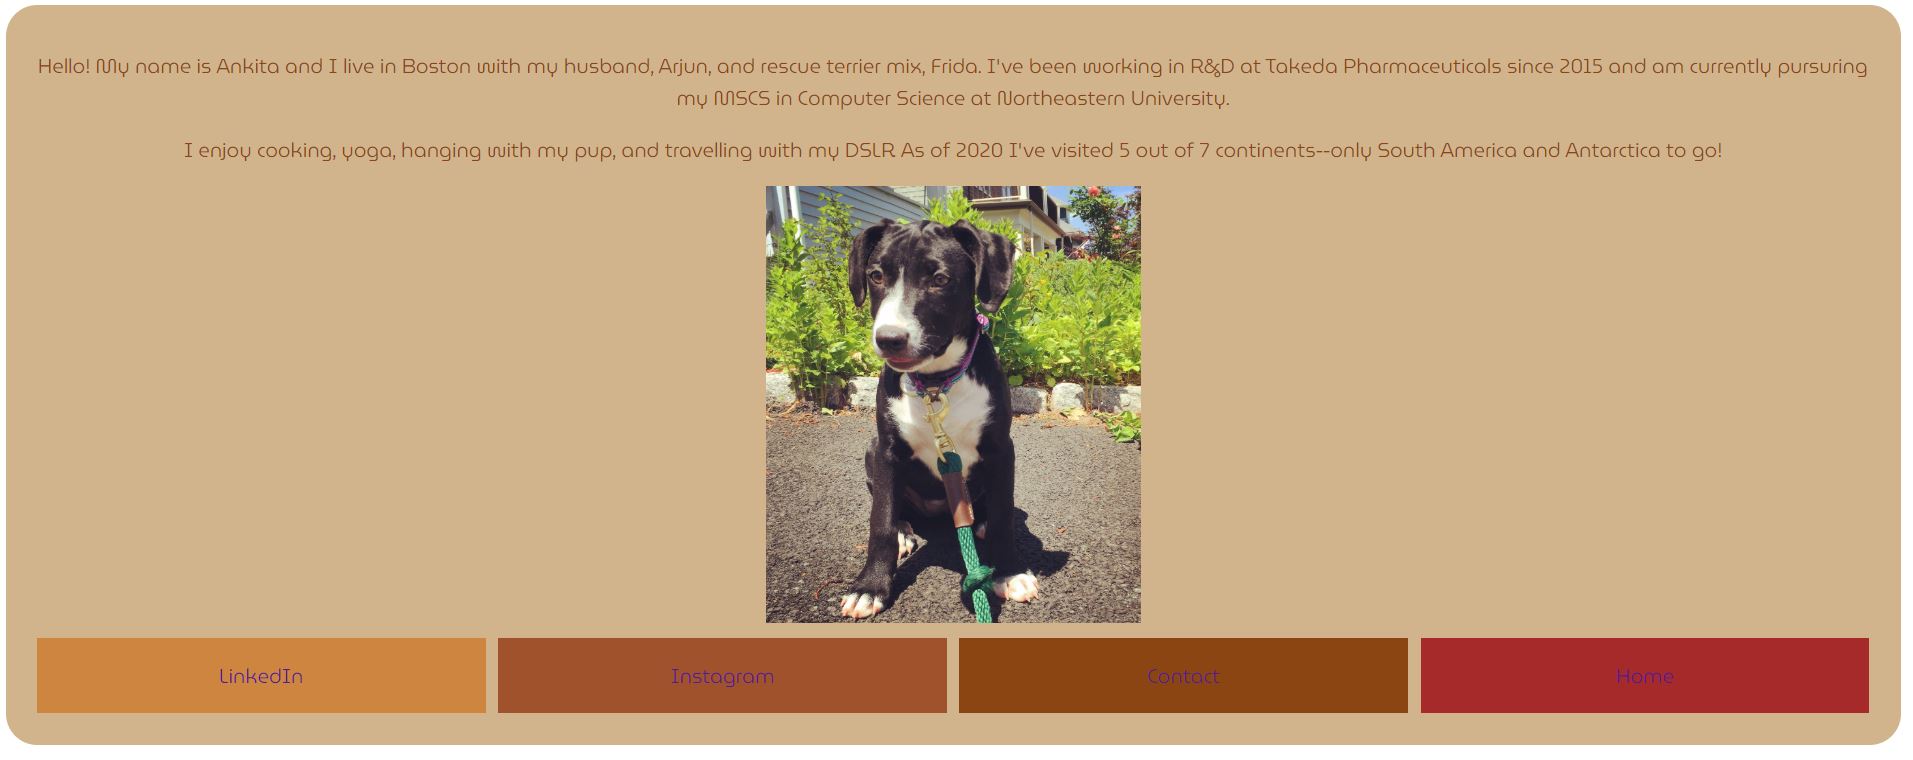 Hello! My name is Ankita and I live in Boston with my husband, Arjun, and rescue terrier mix, Frida. I've been working in R&D at Takeda Pharmaceuticals since 2015 and am currently pursuring
my MSCS in Computer Science at Northeastern University.
I enjoy cooking, yoga, hanging with my pup, and travelling with my DSLR. As of 2020 I've visited 5 out of 7 continents--only South America and Antarctica to go!
LinkedIn
Instagram
Contact
Home